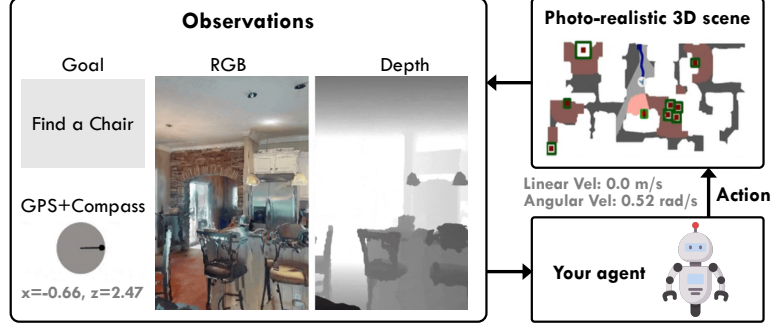 Observations
Goal
RGB
Depth
Find a Chair
GPS+Compass
x=-0.66, z=2.47
Photo-realistic 3D scene
Linear Vel: 0.0 m/s
Angular Vel: 0.52 rad/s
Action
Your agent